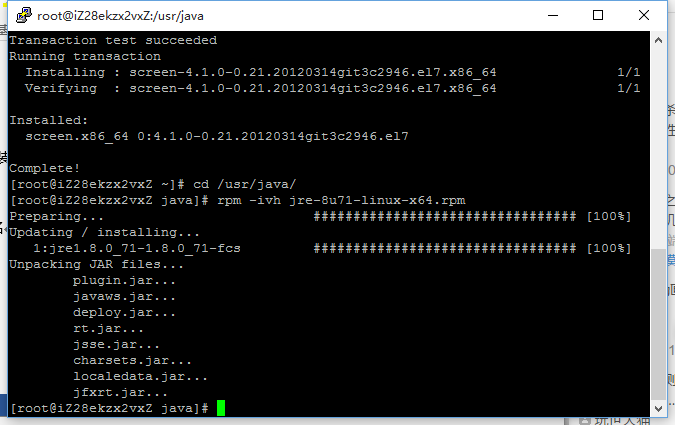 root@iZ28ekzx2vxZ:/usr/java
Transaction test succeeded
Running transaction
  Installing : screen-4.1.0-0.21.20120314git3c2946.el7.x86_64 1/1
  Verifying  : screen-4.1.0-0.21.20120314git3c2946.el7.x86_64 1/1
Installed:
  screen.x86_64 0:4.1.0-0.21.20120314git3c2946.el7
Complete!
[root@iZ28ekzx2vxZ ~]# cd /usr/java/
[root@iZ28ekzx2vxZ java]# rpm -ivh jre-8u71-linux-x64.rpm
Preparing... ################################# [100%]
Updating / installing...
   1:jre1.8.0_71-1.8.0_71-fcs ################################# [100%]
Unpacking JAR files...
        plugin.jar...
        javaws.jar...
        deploy.jar...
        rt.jar...
        jsse.jar...
        charsets.jar...
        localedata.jar...
        jfxrt.jar...
[root@iZ28ekzx2vxZ java]#